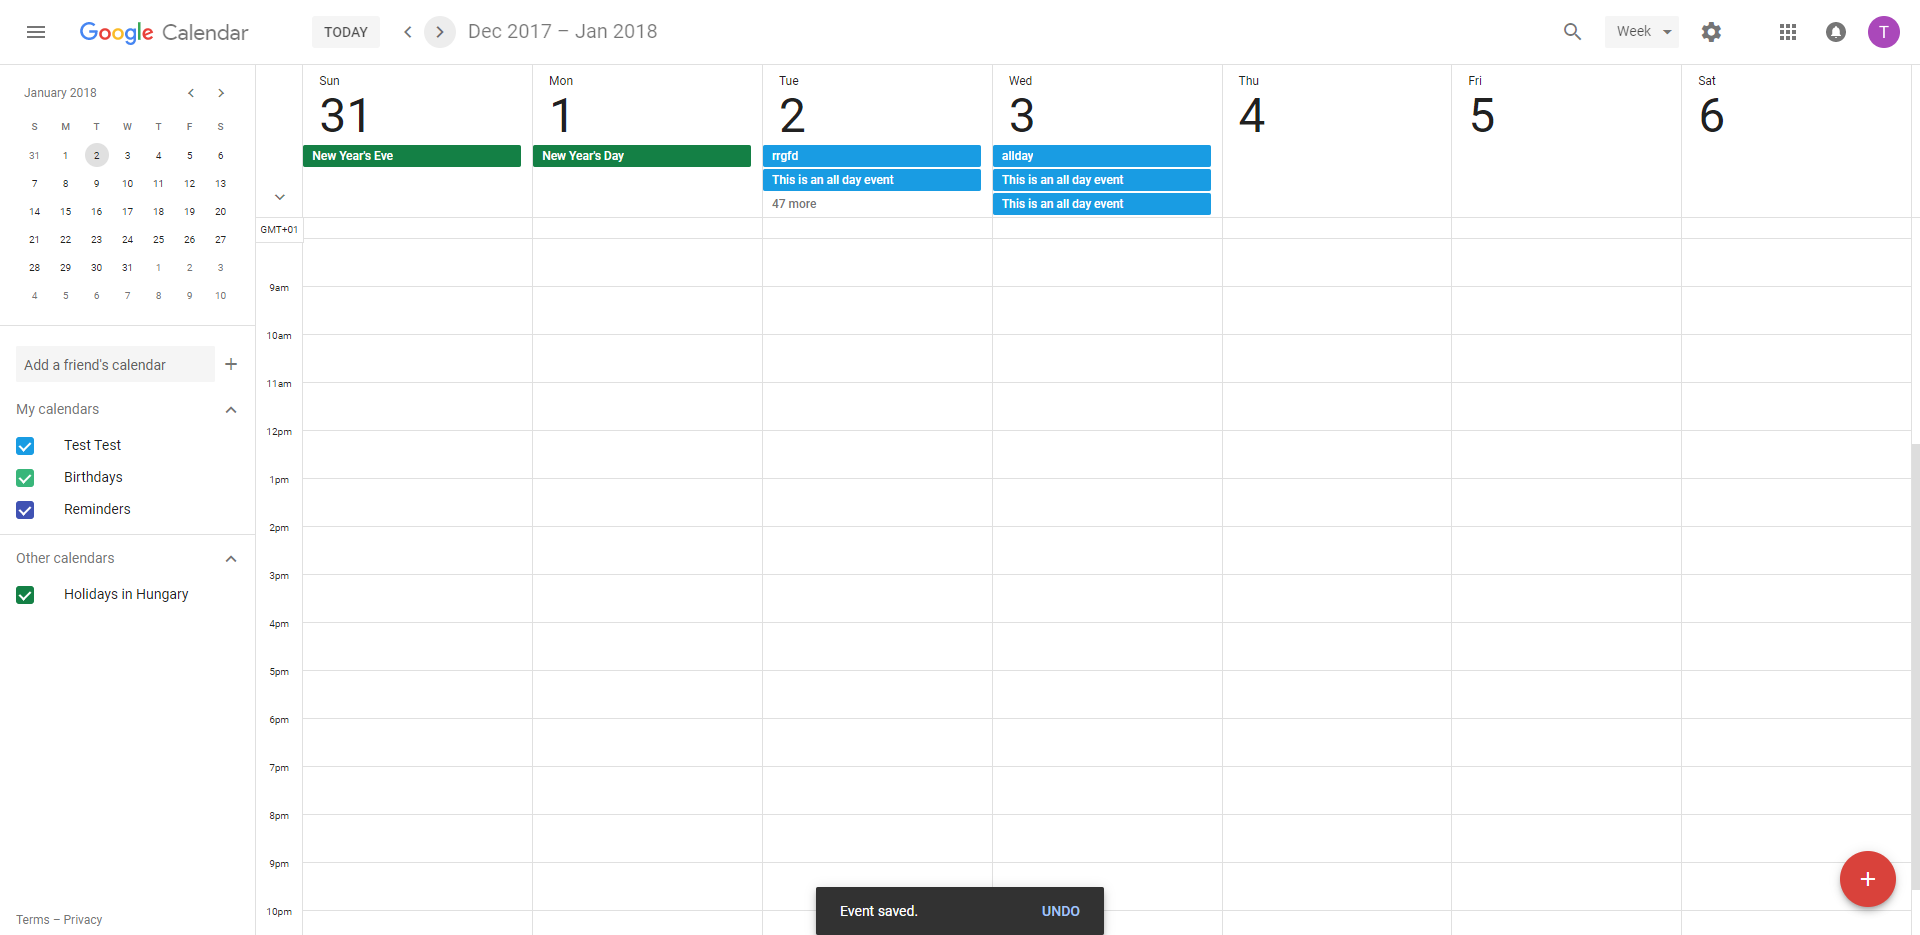 Google Calendar
TODAY
Dec 2017 – Jan 2018
Week
T
January 2018
S M T W T F S
31 1 2 3 4 5 6
7 8 9 10 11 12 13
14 15 16 17 18 19 20
21 22 23 24 25 26 27
28 29 30 31 1 2 3
4 5 6 7 8 9 10
Add a friend's calendar
My calendars
Test Test
Birthdays
Reminders
Other calendars
Holidays in Hungary
Terms – Privacy
Sun Mon Tue Wed Thu Fri Sat
31 1 2 3 4 5 6
New Year's Eve New Year's Day rrgfd allday
This is an all day event This is an all day event
47 more This is an all day event
GMT+01
9am
10am
11am
12pm
1pm
2pm
3pm
4pm
5pm
6pm
7pm
8pm
9pm
10pm
Event saved. UNDO